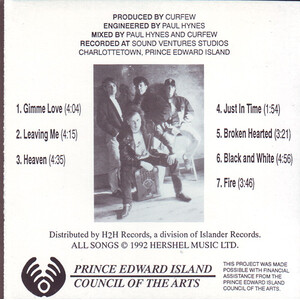 PRODUCED BY CURFEW
ENGINEERED BY PAUL HYNES
MIXED BY PAUL HYNES AND CURFEW
RECORDED AT SOUND VENTURES STUDIOS
CHARLOTTETOWN, PRINCE EDWARD ISLAND
1. Gimme Love (4:04)
2. Leaving Me (4:15)
3. Heaven (4:35)
4. Just In Time (1:54)
5. Broken Hearted (3:21)
6. Black and White (4:56)
7. Fire (3:46)
Distributed by H2H Records, a division of Islander Records.
ALL SONGS © 1992 HERSHEL MUSIC LTD.
PRINCE EDWARD ISLAND
COUNCIL OF THE ARTS
THIS PROJECT WAS MADE
POSSIBLE WITH FINANCIAL
ASSISTANCE FROM THE
PRINCE EDWARD ISLAND
COUNCIL OF THE ARTS.